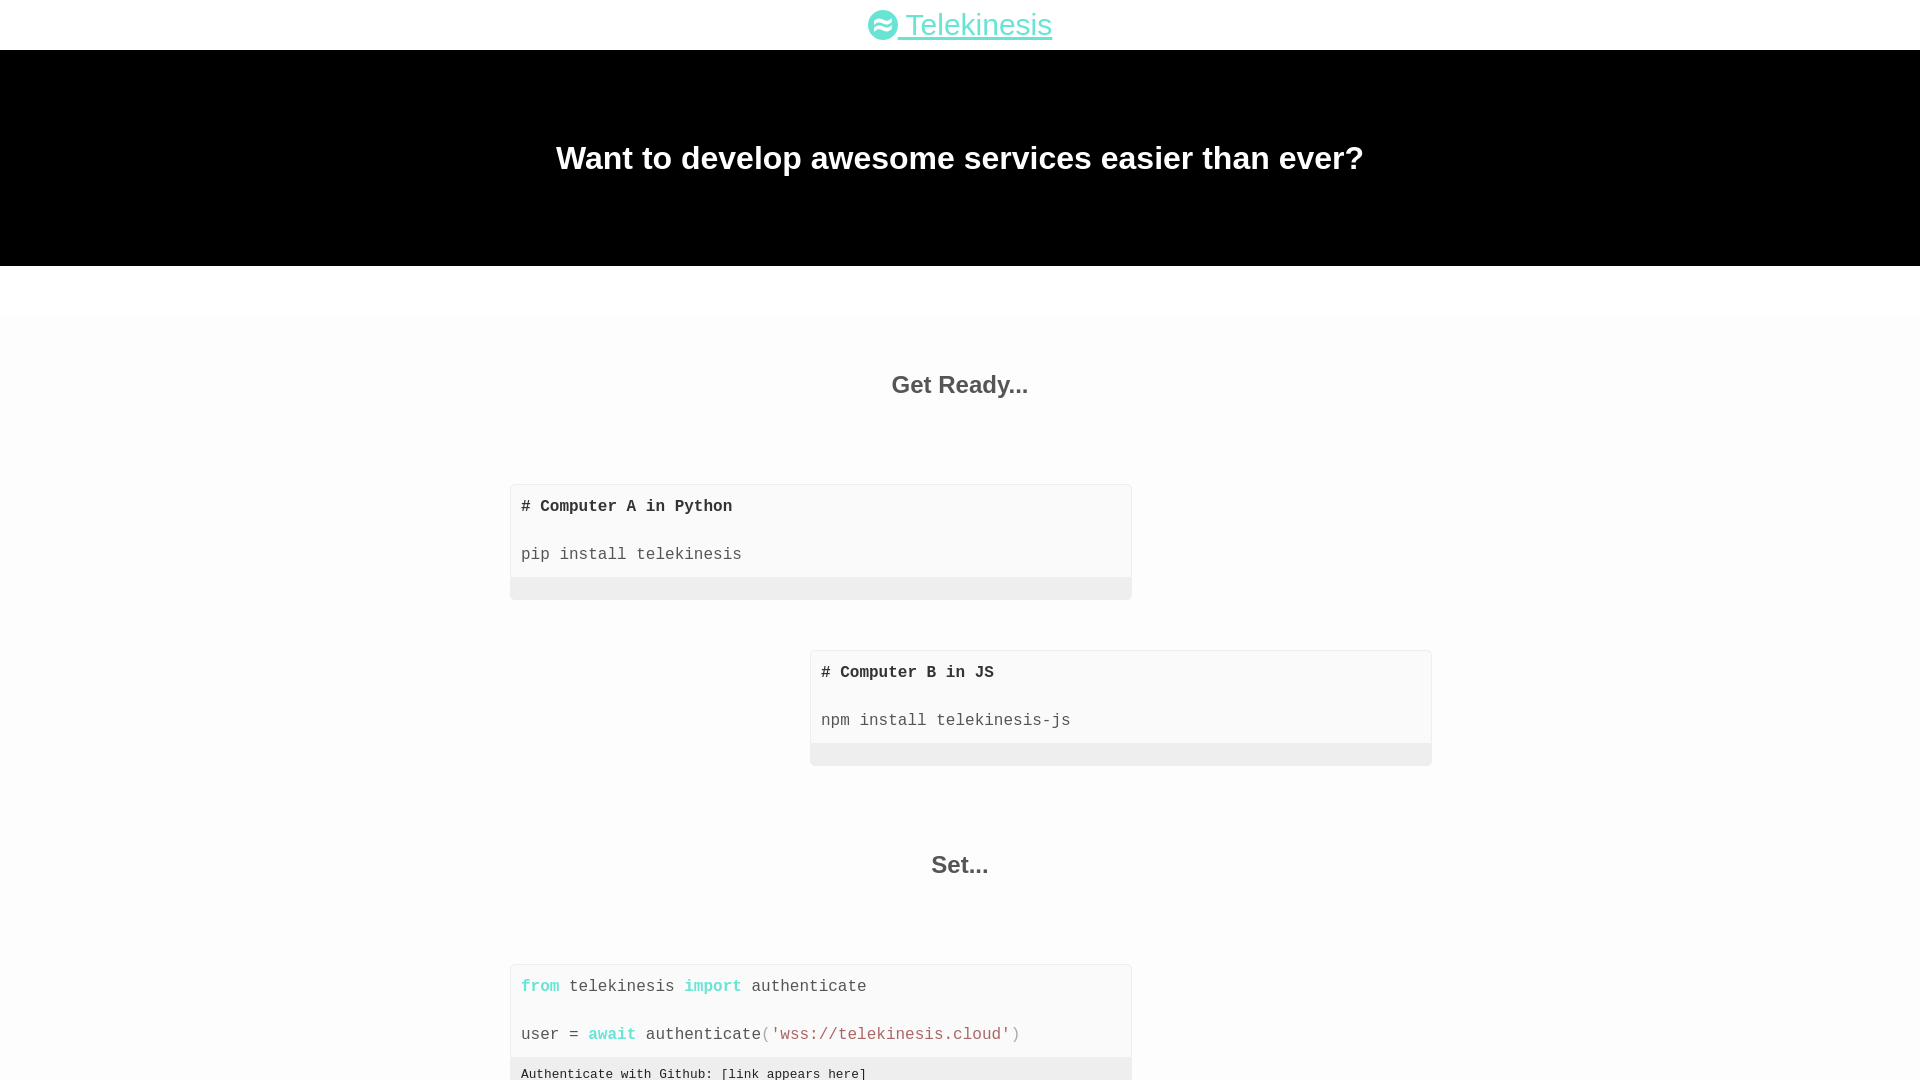 Telekinesis
Want to develop awesome services easier than ever?
Get Ready...
# Computer A in Python
pip install telekinesis
# Computer B in JS
npm install telekinesis-js
Set...
from telekinesis import authenticate
user = await authenticate('wss://telekinesis.cloud')
Authenticate with Github: [link appears here]